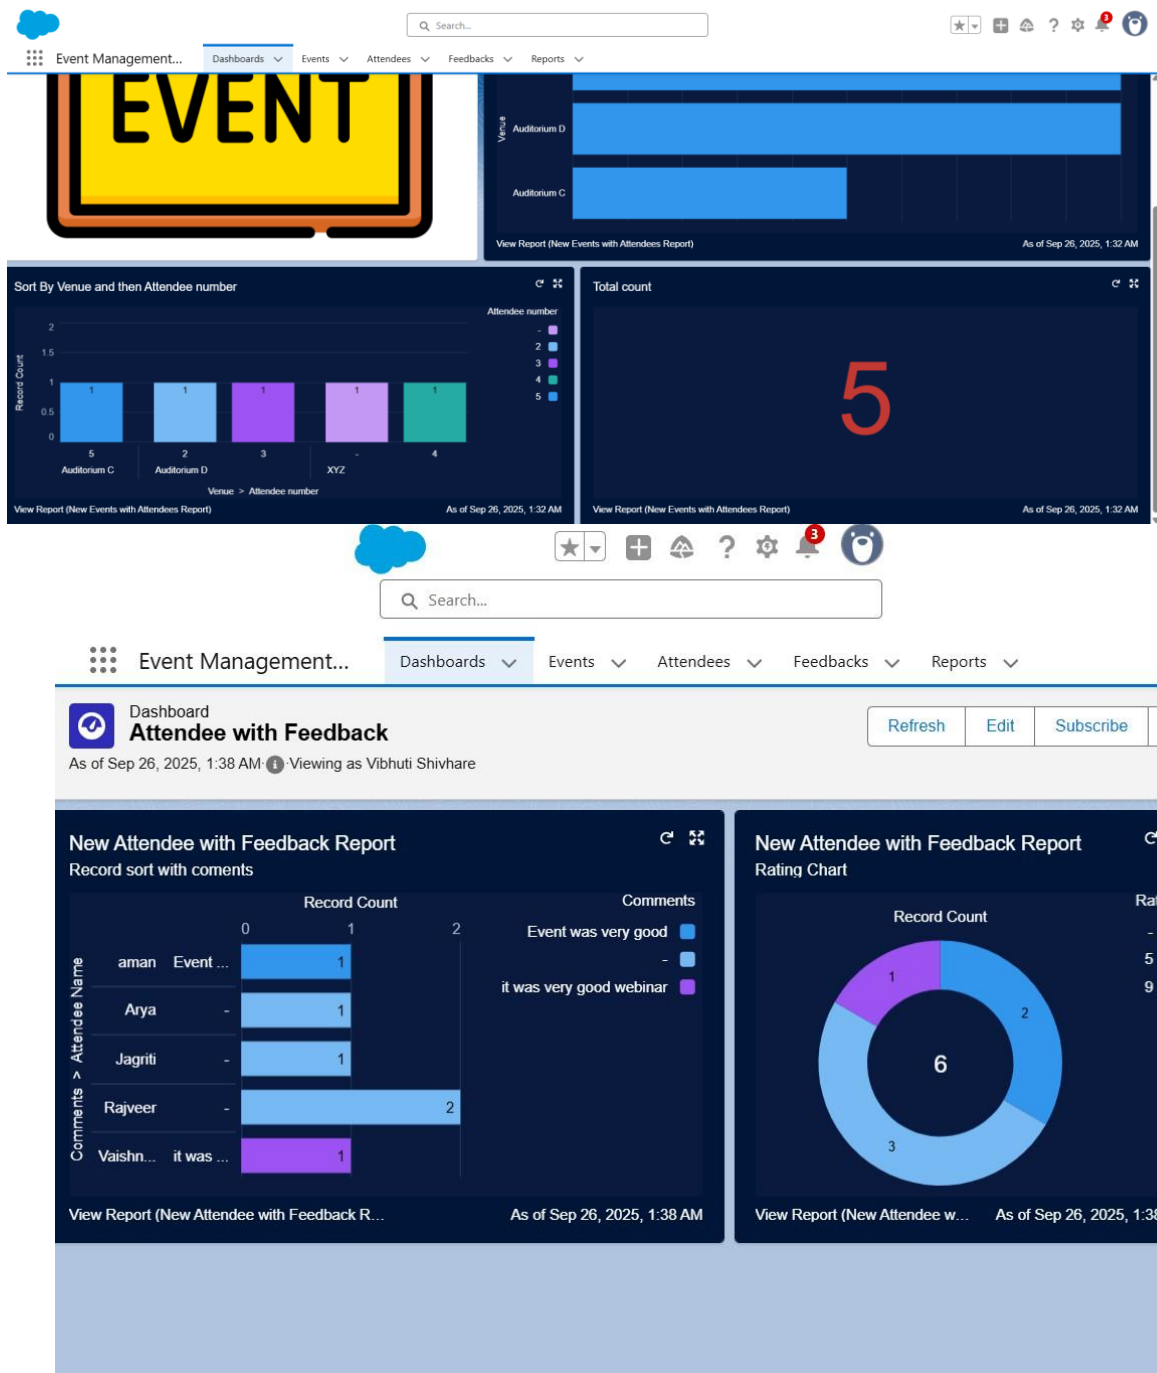 Search...
3
Event Management...
Dashboards
Events
Attendees
Feedbacks
Reports
EVENT
Venue
Auditorium D
Auditorium C
View Report (New Events with Attendees Report)
As of Sep 26, 2025, 1:32 AM
Sort By Venue and then Attendee number
Attendee number
-
2
3
4
5
Record Count
2
1.5
1
0.5
0
1
1
1
1
1
5
2
3
-
4
Auditorium C
Auditorium D
XYZ
Venue > Attendee number
View Report (New Events with Attendees Report)
As of Sep 26, 2025, 1:32 AM
Total count
5
View Report (New Events with Attendees Report)
As of Sep 26, 2025, 1:32 AM
3
Search...
Event Management...
Dashboards
Events
Attendees
Feedbacks
Reports
Dashboard
Attendee with Feedback
As of Sep 26, 2025, 1:38 AM·Viewing as Vibhuti Shivhare
Refresh
Edit
Subscribe
New Attendee with Feedback Report
Record sort with coments
Record Count
0
1
2
Comments > Attendee Name
aman Event ... 1
Arya - 1
Jagriti - 1
Rajveer - 2
Vaishn... it was ... 1
Comments
Event was very good
-
it was very good webinar
View Report (New Attendee with Feedback R...
As of Sep 26, 2025, 1:38 AM
New Attendee with Feedback Report
Rating Chart
Record Count
1
2
6
3
Rat
-
5
9
View Report (New Attendee w...
As of Sep 26, 2025, 1:38